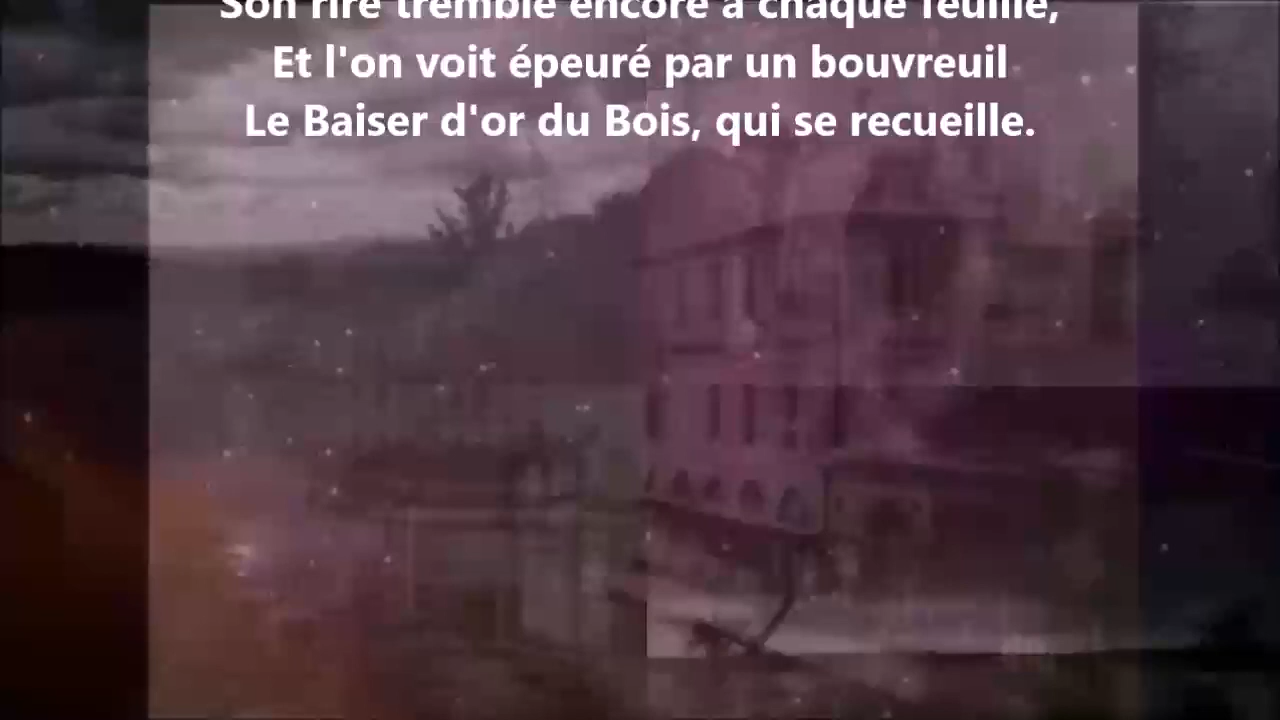 Son rire tremble encore à chaque feuille,
Et l'on voit épeuré par un bouvreuil
Le Baiser d'or du Bois, qui se recueille.